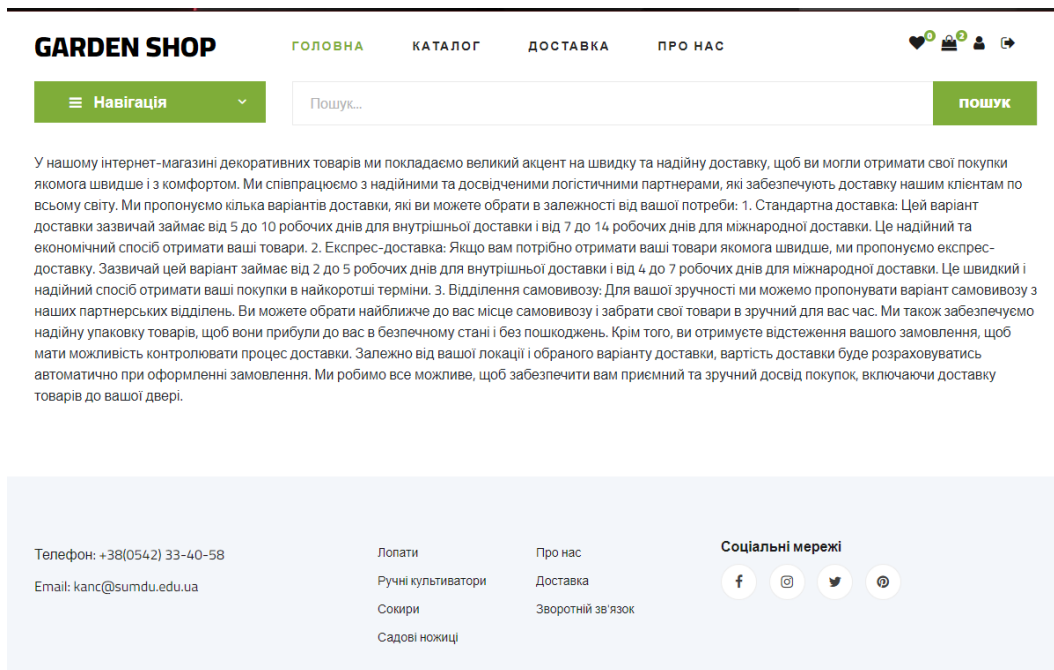 GARDEN SHOP
ГОЛОВНА
КАТАЛОГ
ДОСТАВКА
ПРО НАС
0
2
Навігація
Пошук...
ПОШУК
У нашому інтернет-магазині декоративних товарів ми покладаємо великий акцент на швидку та надійну доставку, щоб ви могли отримати свої покупки
якомога швидше і з комфортом. Ми співпрацюємо з надійними та досвідченими логістичними партнерами, які забезпечують доставку нашим клієнтам по
всьому світу. Ми пропонуємо кілька варіантів доставки, які ви можете обрати в залежності від вашої потреби: 1. Стандартна доставка: Цей варіант
доставки зазвичай займає від 5 до 10 робочих днів для внутрішньої доставки і від 7 до 14 робочих днів для міжнародної доставки. Це надійний та
економічний спосіб отримати ваші товари. 2. Експрес-доставка: Якщо вам потрібно отримати ваші товари якомога швидше, ми пропонуємо експрес-
доставку. Зазвичай цей варіант займає від 2 до 5 робочих днів для внутрішньої доставки і від 4 до 7 робочих днів для міжнародної доставки. Це швидкий і
надійний спосіб отримати ваші покупки в найкоротші терміни. 3. Відділення самовивозу: Для вашої зручності ми можемо пропонувати варіант самовивозу з
наших партнерських відділень. Ви можете обрати найближче до вас місце самовивозу і забрати свої товари в зручний для вас час. Ми також забезпечуємо
надійну упаковку товарів, щоб вони прибули до вас в безпечному стані і без пошкоджень. Крім того, ви отримуєте відстеження вашого замовлення, щоб
мати можливість контролювати процес доставки. Залежно від вашої локації і обраного варіанту доставки, вартість доставки буде розраховуватись
автоматично при оформленні замовлення. Ми робимо все можливе, щоб забезпечити вам приємний та зручний досвід покупок, включаючи доставку
товарів до вашої двері.
Телефон: +38(0542) 33-40-58
Email: kanc@sumdu.edu.ua
Лопати
Ручні культиватори
Сокири
Садові ножиці
Про нас
Доставка
Зворотній зв'язок
Соціальні мережі